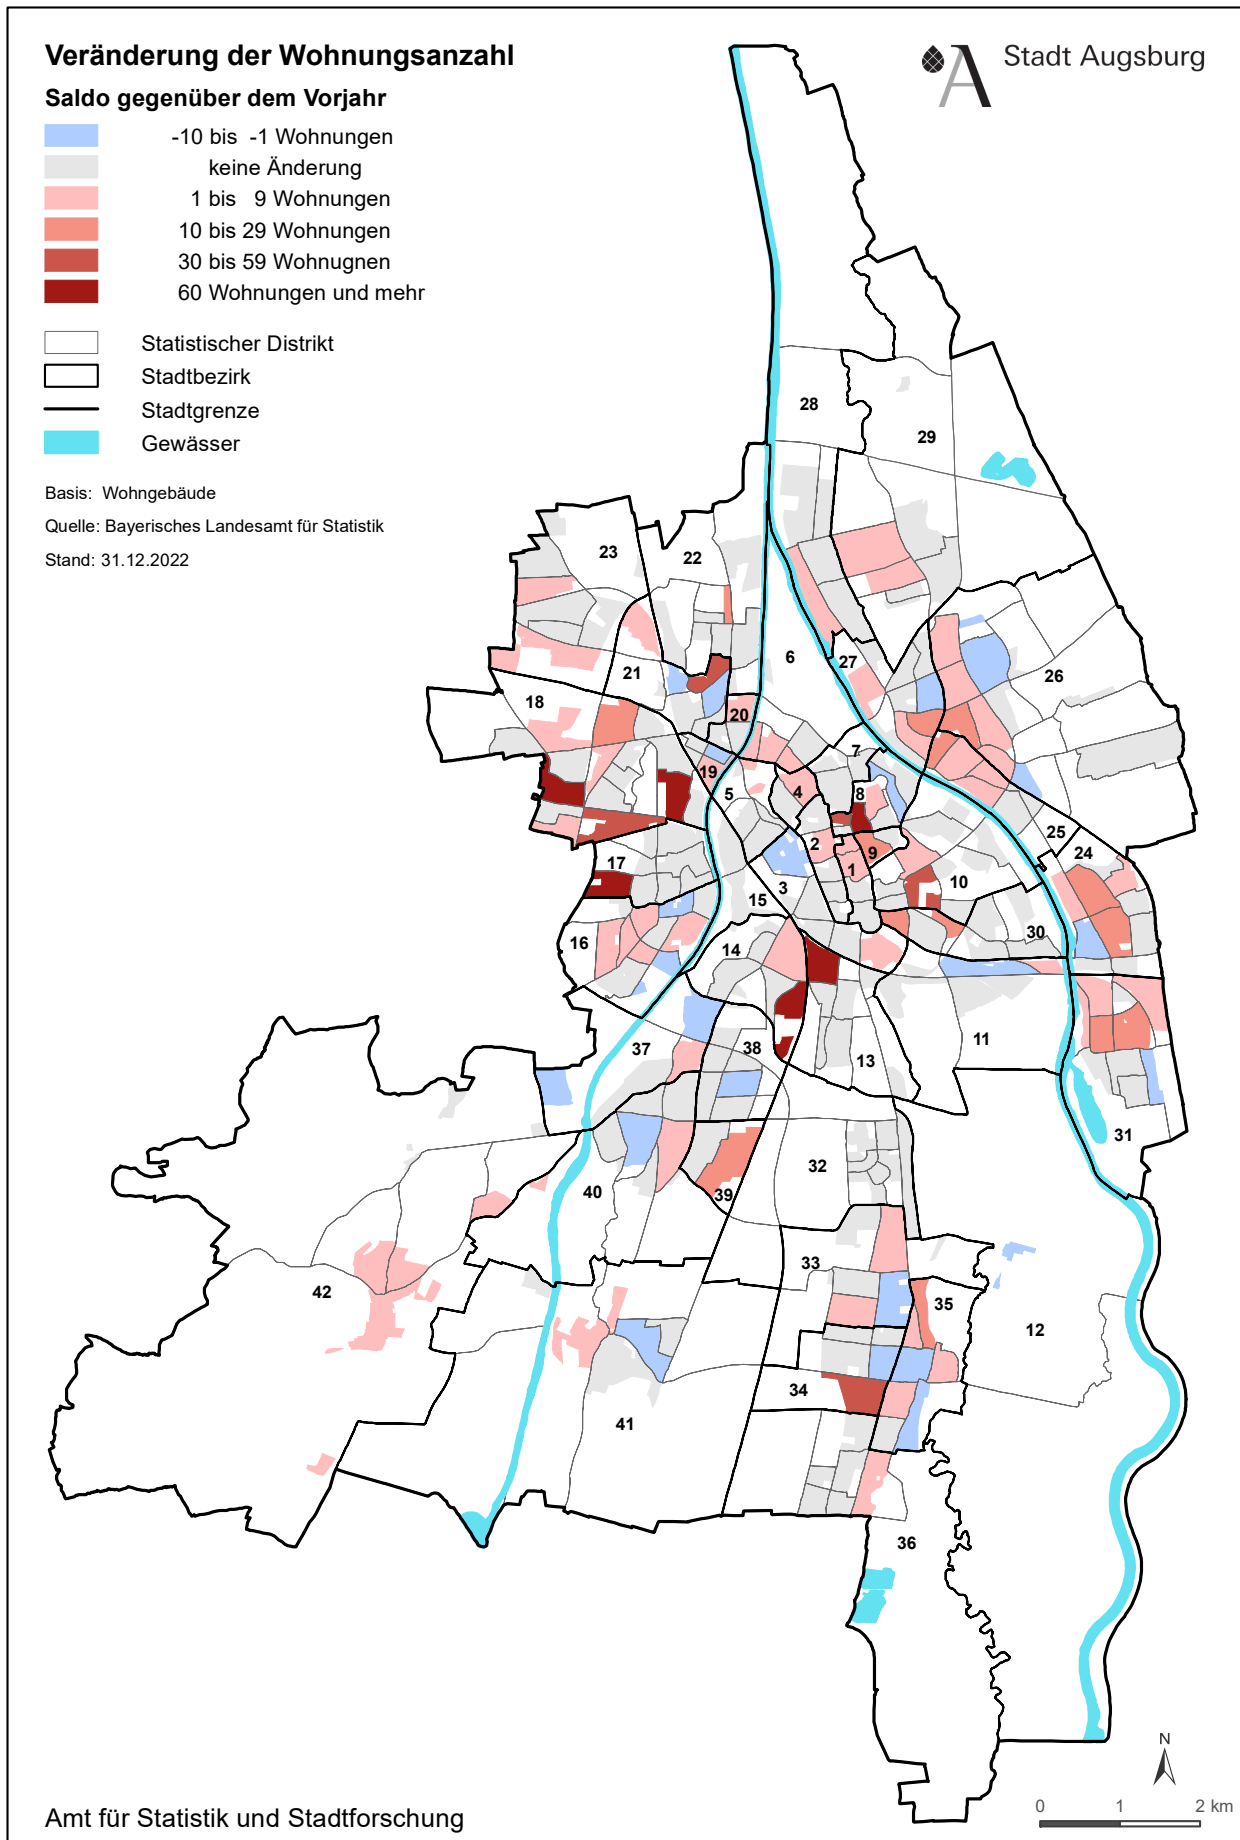 Veränderung der Wohnungsanzahl
Saldo gegenüber dem Vorjahr
-10 bis -1 Wohnungen
keine Änderung
1 bis 9 Wohnungen
10 bis 29 Wohnungen
30 bis 59 Wohnugnen
60 Wohnungen und mehr
Statistischer Distrikt
Stadtbezirk
Stadtgrenze
Gewässer
Basis: Wohngebäude
Quelle: Bayerisches Landesamt für Statistik
Stand: 31.12.2022
A Stadt Augsburg
28
29
23
22
6
27
26
21
18
20
7
19
5
4
8
25
2
9
24
17
1
10
3
15
30
16
14
11
37
38
13
31
32
40
39
33
42
35
12
34
41
36
N
0 1 2 km
Amt für Statistik und Stadtforschung